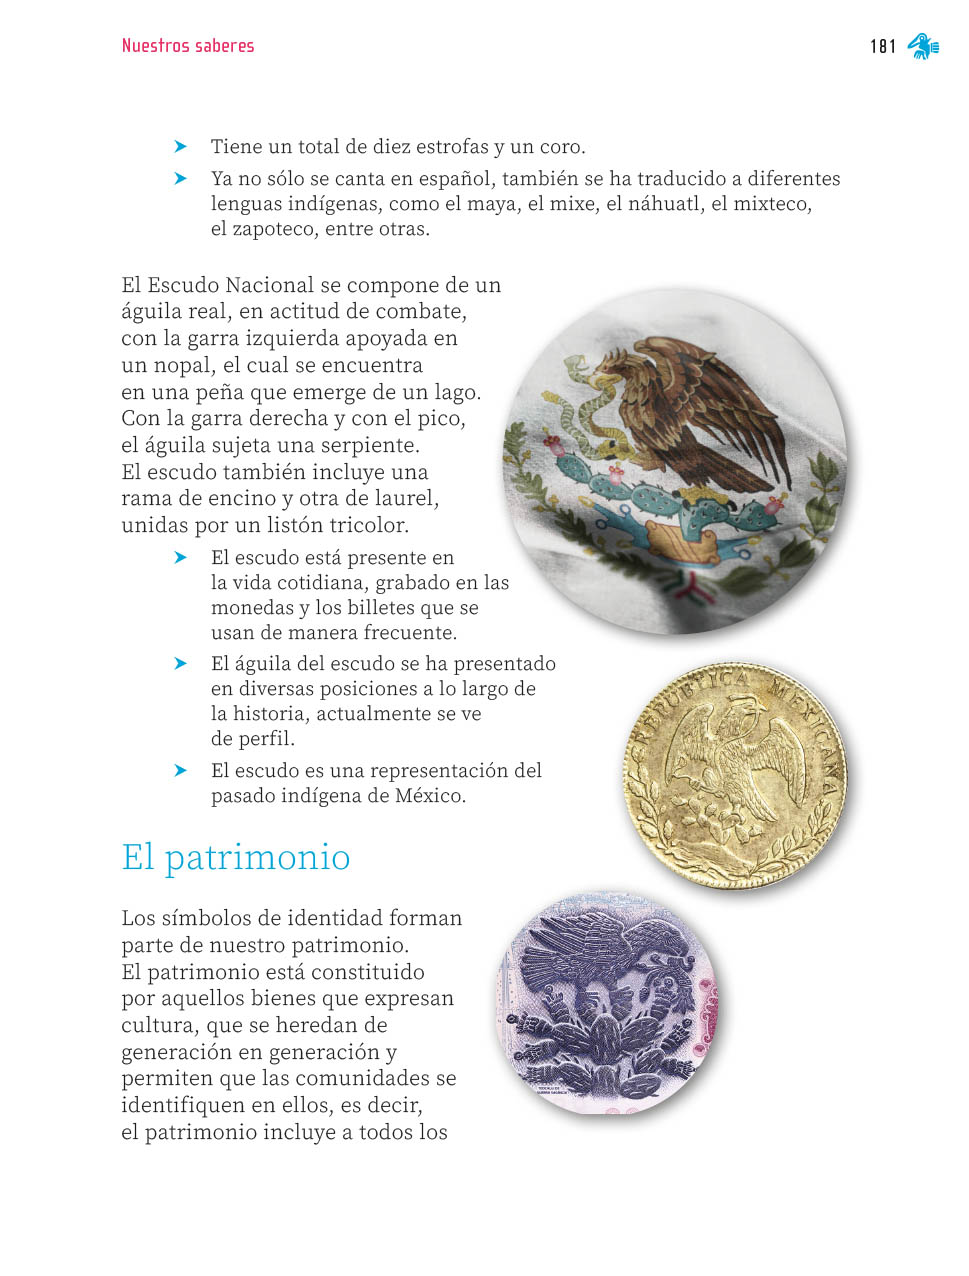 Nuestros saberes
181
Tiene un total de diez estrofas y un coro.
Ya no sólo se canta en español, también se ha traducido a diferentes
lenguas indígenas, como el maya, el mixe, el náhuatl, el mixteco,
el zapoteco, entre otras.
El Escudo Nacional se compone de un
águila real, en actitud de combate,
con la garra izquierda apoyada en
un nopal, el cual se encuentra
en una peña que emerge de un lago.
Con la garra derecha y con el pico,
el águila sujeta una serpiente.
El escudo también incluye una
rama de encino y otra de laurel,
unidas por un listón tricolor.
El escudo está presente en
la vida cotidiana, grabado en las
monedas y los billetes que se
usan de manera frecuente.
El águila del escudo se ha presentado
en diversas posiciones a lo largo de
la historia, actualmente se ve
de perfil.
El escudo es una representación del
pasado indígena de México.
REPUBLICA MEXICANA
El patrimonio
Los símbolos de identidad forman
parte de nuestro patrimonio.
El patrimonio está constituido
por aquellos bienes que expresan
cultura, que se heredan de
generación en generación y
permiten que las comunidades se
identifiquen en ellos, es decir,
el patrimonio incluye a todos los
TEOCALLI DE
GUERRA SAGRADA